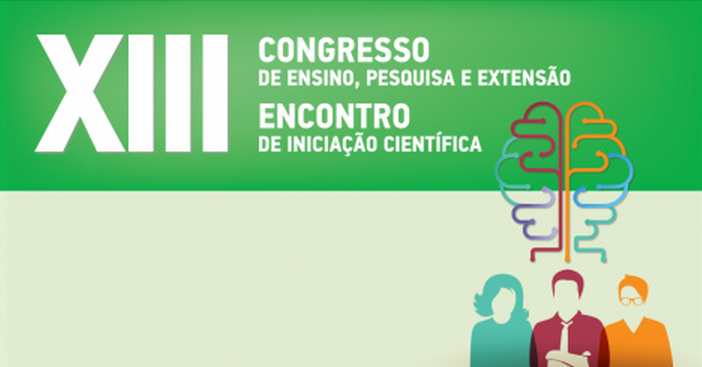 XIII
CONGRESSO
DE ENSINO, PESQUISA E EXTENSÃO
ENCONTRO
DE INICIAÇÃO CIENTÍFICA